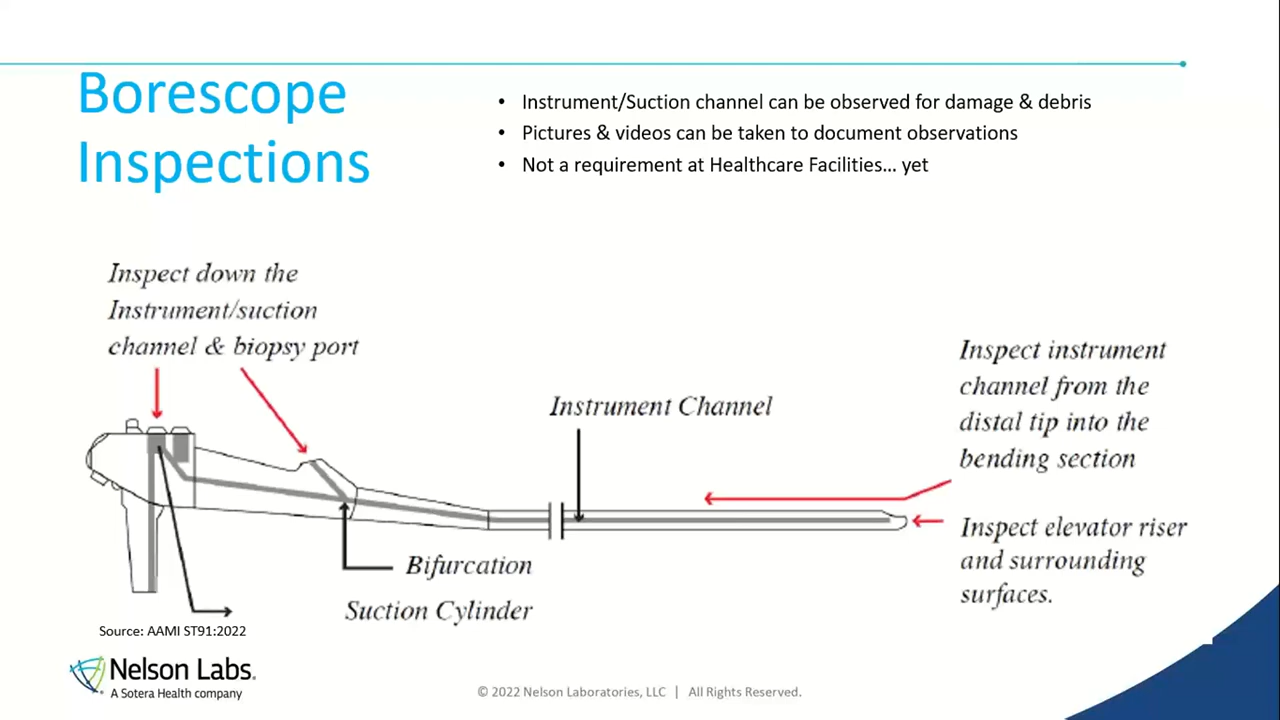 Borescope
Inspections
• Instrument/Suction channel can be observed for damage & debris
• Pictures & videos can be taken to document observations
• Not a requirement at Healthcare Facilities... yet
Inspect down the
Instrument/suction
channel & biopsy port
Instrument Channel
Inspect instrument
channel from the
distal tip into the
bending section
Inspect elevator riser
and surrounding
surfaces.
Bifurcation
Suction Cylinder
Source: AAMI ST91:2022
Nelson Labs.
A Sotera Health company
© 2022 Nelson Laboratories, LLC | All Rights Reserved.